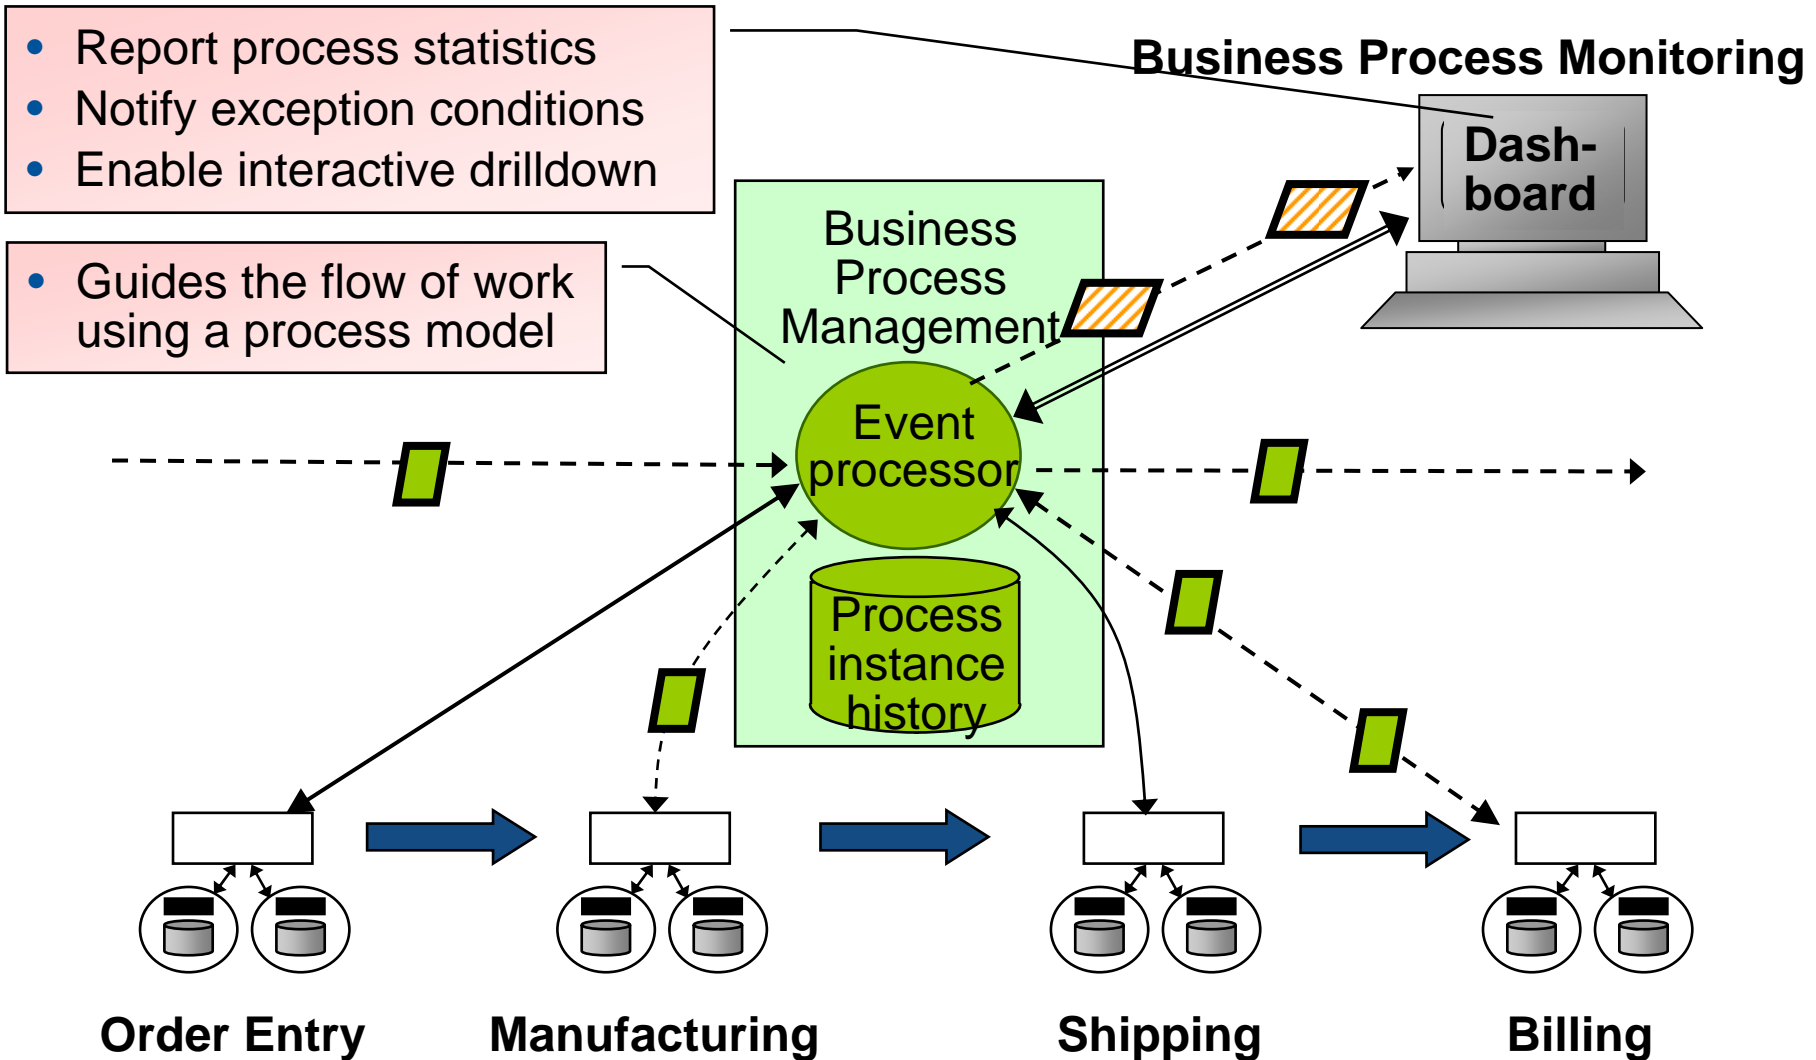 • Report process statistics
• Notify exception conditions
• Enable interactive drilldown
Business Process Monitoring
Dash-
board
• Guides the flow of work
using a process model
Business
Process
Management
Event
processor
Process
instance
history
Order Entry
Manufacturing
Shipping
Billing